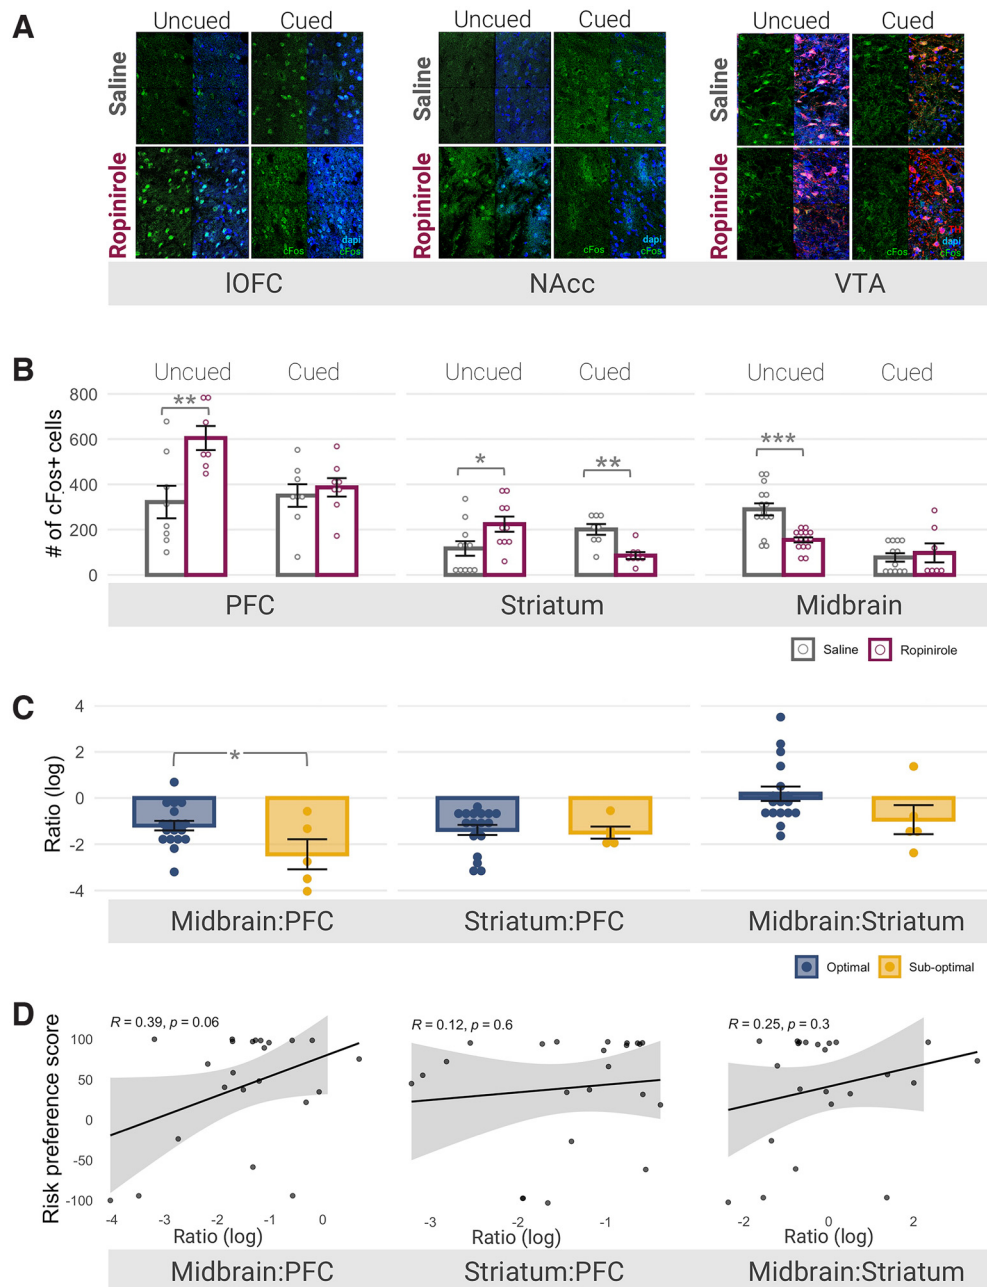 A
Uncued Cued Uncued Cued Uncued Cued
Saline Saline Saline
Ropinirole Ropinirole Ropinirole
dapi dapi dapi
cFos cFos cFos cFos cFos cFos
lOFC NAcc VTA
B
Uncued Cued Uncued Cued Uncued Cued
# of cFos+ cells
800
600
400
200
0
** * ** ***
PFC Striatum Midbrain
Saline Ropinirole
C
Ratio (log)
4
2
0
-2
-4
*
Midbrain:PFC Striatum:PFC Midbrain:Striatum
Optimal Sub-optimal
D
Risk preference score
R = 0.39, p = 0.06 R = 0.12, p = 0.6 R = 0.25, p = 0.3
100
50
0
-50
-100
-4 -3 -2 -1 0 -3 -2 -1 -2 0 2
Ratio (log) Ratio (log) Ratio (log)
Midbrain:PFC Striatum:PFC Midbrain:Striatum